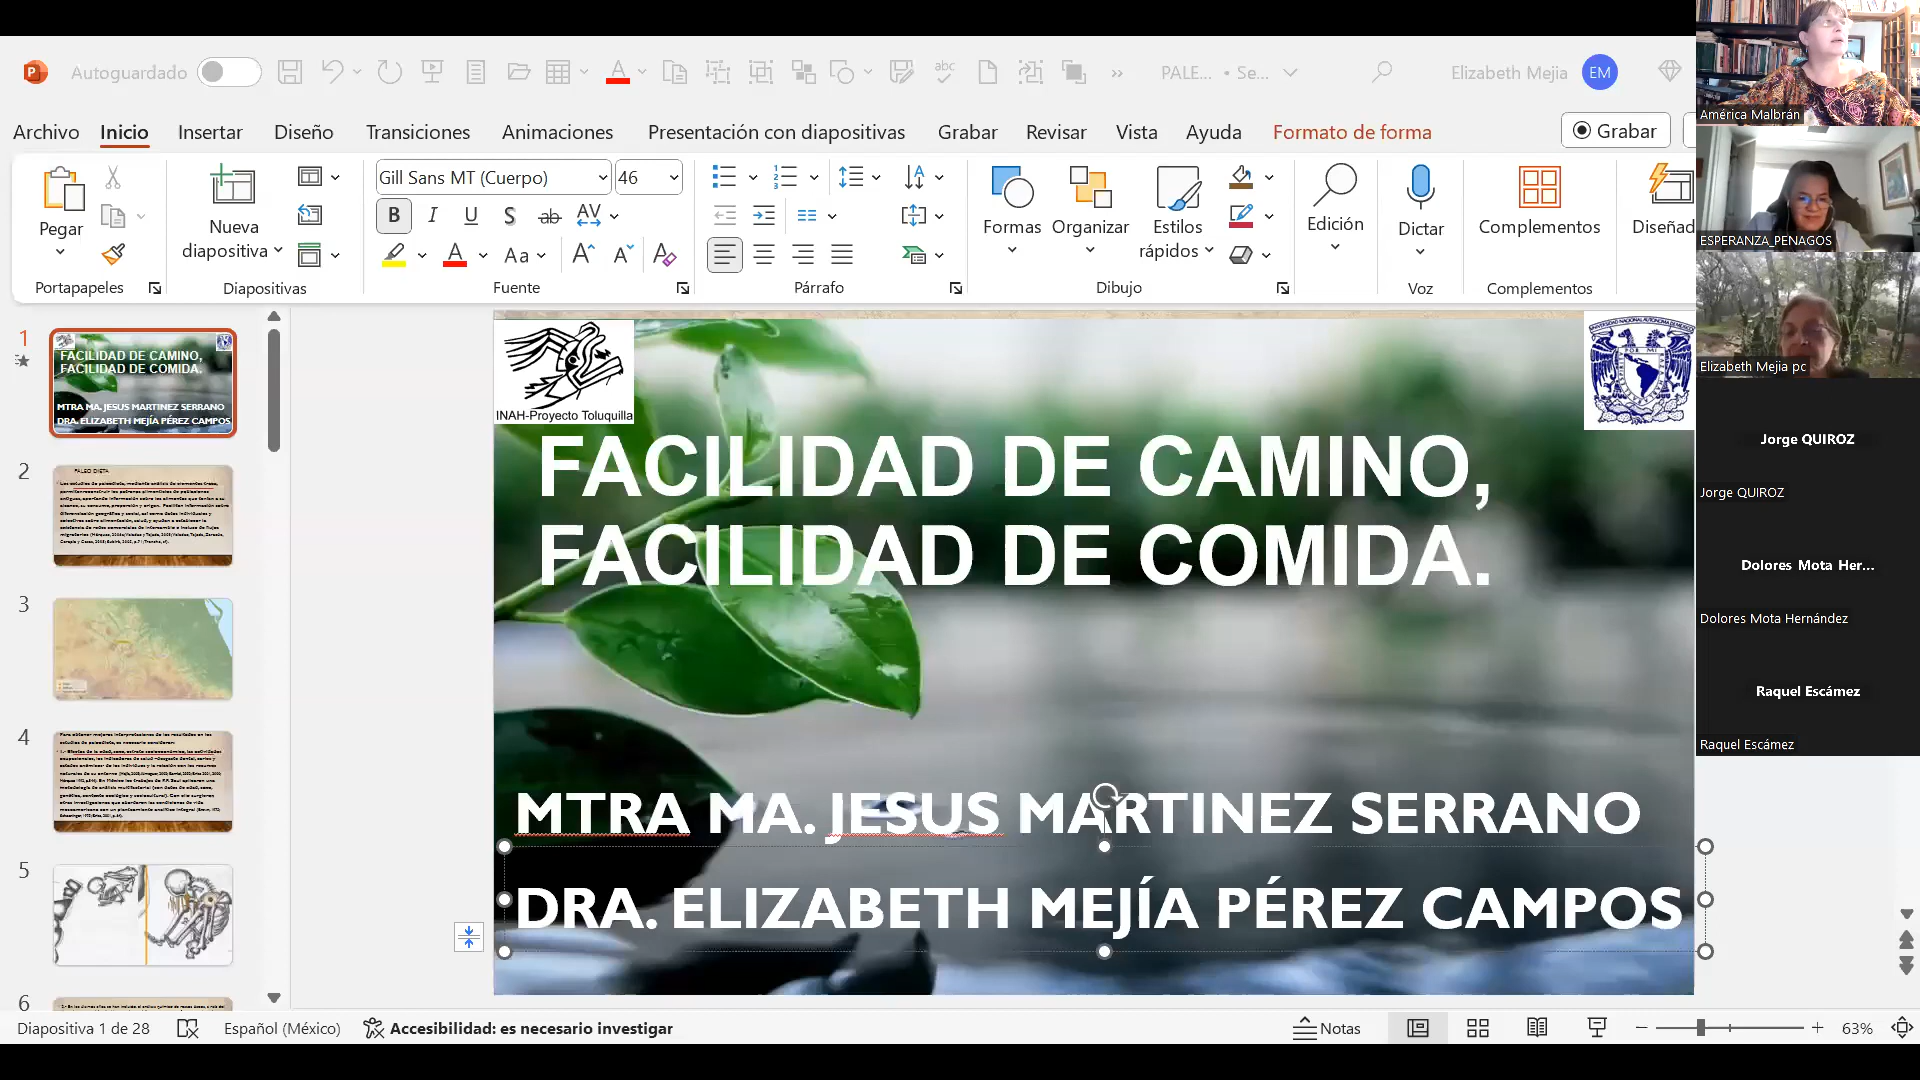 Autoguardado
PALE... • Se...
Elizabeth Mejia
EM
Archivo
Inicio
Insertar
Diseño
Transiciones
Animaciones
Presentación con diapositivas
Grabar
Revisar
Vista
Ayuda
Formato de forma
Grabar
Pegar
Portapapeles
Nueva
diapositiva
Diapositivas
Gill Sans MT (Cuerpo)
46
Fuente
Párrafo
Formas
Organizar
Estilos
rápidos
Dibujo
Edición
Dictar
Voz
Complementos
Complementos
Diseñad
1
FACILIDAD DE CAMINO,
FACILIDAD DE COMIDA.
MTRA MA. JESUS MARTINEZ SERRANO
DRA. ELIZABETH MEJÍA PÉREZ CAMPOS
2
PALEO DIETA
3
4
5
6
INAH-Proyecto Toluquilla
FACILIDAD DE CAMINO,
FACILIDAD DE COMIDA.
MTRA MA. JESUS MARTINEZ SERRANO
DRA. ELIZABETH MEJÍA PÉREZ CAMPOS
América Malbrán
ESPERANZA_PENAGOS
Elizabeth Mejia pc
Jorge QUIROZ
Jorge QUIROZ
Dolores Mota Her...
Dolores Mota Hernández
Raquel Escámez
Raquel Escámez
Diapositiva 1 de 28
Español (México)
Accesibilidad: es necesario investigar
Notas
63%